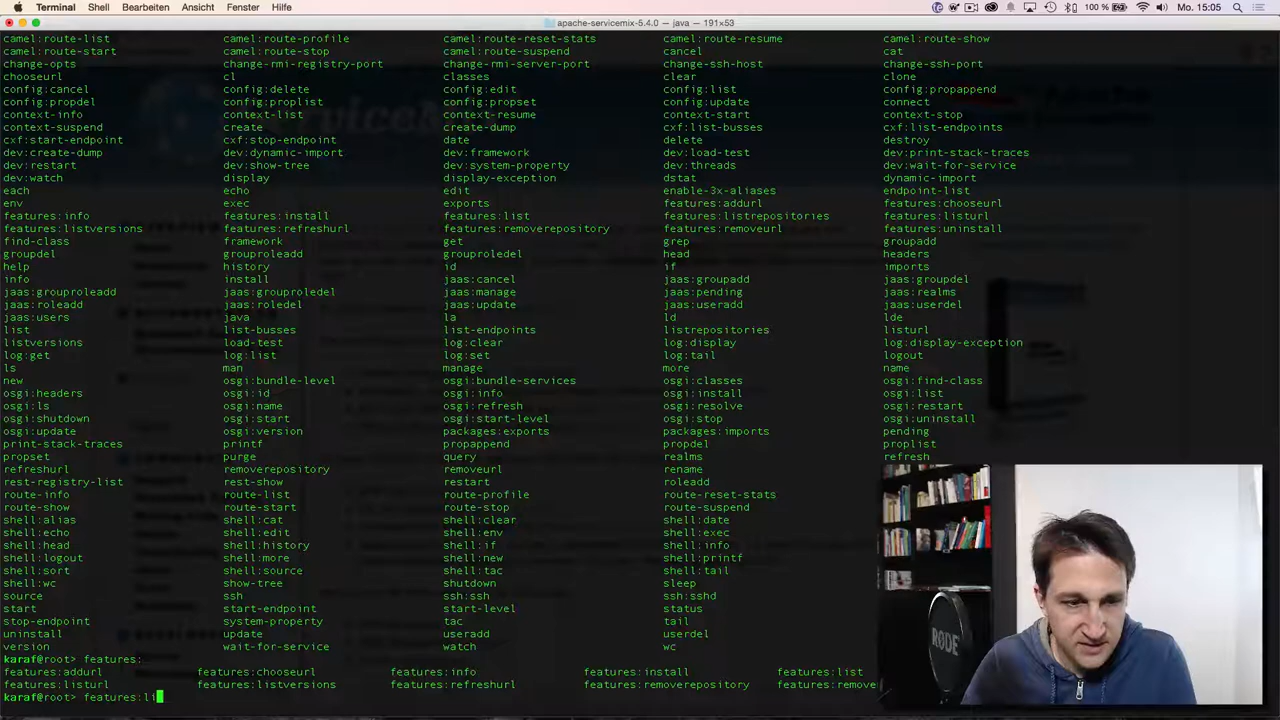 Terminal Shell Bearbeiten Ansicht Fenster Hilfe 100 % Mo. 15:05
apache-servicemix-5.4.0 — java — 191×53
camel:route-list camel:route-profile camel:route-reset-stats camel:route-resume camel:route-show
camel:route-start camel:route-stop camel:route-suspend cancel cat
change-opts change-rmi-registry-port change-rmi-server-port change-ssh-host change-ssh-port
chooseurl cl classes clear clone
config:cancel config:delete config:edit config:list config:propappend
config:propdel config:proplist config:propset config:update connect
context-info context-list context-resume context-start context-stop
context-suspend create create-dump cxf:list-busses cxf:list-endpoints
cxf:start-endpoint cxf:stop-endpoint date delete destroy
dev:create-dump dev:dynamic-import dev:framework dev:load-test dev:print-stack-traces
dev:restart dev:show-tree dev:system-property dev:threads dev:wait-for-service
dev:watch display display-exception dstat dynamic-import
each echo edit enable-3x-aliases endpoint-list
env exec exports features:addurl features:chooseurl
features:info features:install features:list features:listrepositories features:listurl
features:listversions features:refreshurl features:removerepository features:removeurl features:uninstall
find-class framework get grep groupadd
groupdel grouproleadd grouproledel head headers
help history id if imports
info install jaas:cancel jaas:groupadd jaas:groupdel
jaas:grouproleadd jaas:grouproledel jaas:manage jaas:pending jaas:realms
jaas:roleadd jaas:roledel jaas:update jaas:useradd jaas:userdel
jaas:users java la ld lde
list list-busses list-endpoints listrepositories listurl
listversions load-test log:clear log:display log:display-exception
log:get log:list log:set log:tail logout
ls man manage more name
new osgi:bundle-level osgi:bundle-services osgi:classes osgi:find-class
osgi:headers osgi:id osgi:info osgi:install osgi:list
osgi:ls osgi:name osgi:refresh osgi:resolve osgi:restart
osgi:shutdown osgi:start osgi:start-level osgi:stop osgi:uninstall
osgi:update osgi:version packages:exports packages:imports pending
print-stack-traces printf propappend propdel proplist
propset purge query realms refresh
refreshurl removerepository removeurl rename
rest-registry-list rest-show restart roleadd
route-info route-list route-profile route-reset-stats
route-show route-start route-stop route-suspend
shell:alias shell:cat shell:clear shell:date
shell:echo shell:edit shell:env shell:exec
shell:head shell:history shell:if shell:info
shell:logout shell:more shell:new shell:printf
shell:sort shell:source shell:tac shell:tail
shell:wc show-tree shutdown sleep
source ssh ssh:ssh ssh:sshd
start start-endpoint start-level status
stop-endpoint system-property tac tail
uninstall update useradd userdel
version wait-for-service watch wc
karaf@root> features:
features:addurl features:chooseurl features:info features:install features:list
features:listurl features:listversions features:refreshurl features:removerepository features:remove
karaf@root> features:li
RØDE